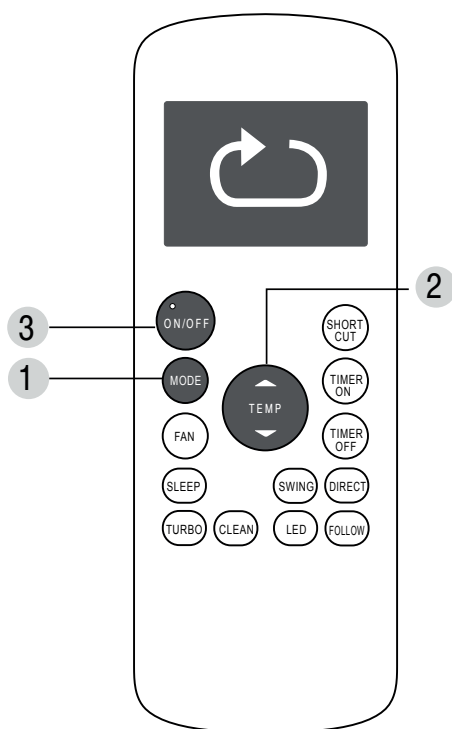 2
3
1
ON/OFF
SHORT
CUT
MODE
TEMP
TIMER
ON
FAN
TIMER
OFF
SLEEP
SWING
DIRECT
TURBO
CLEAN
LED
FOLLOW